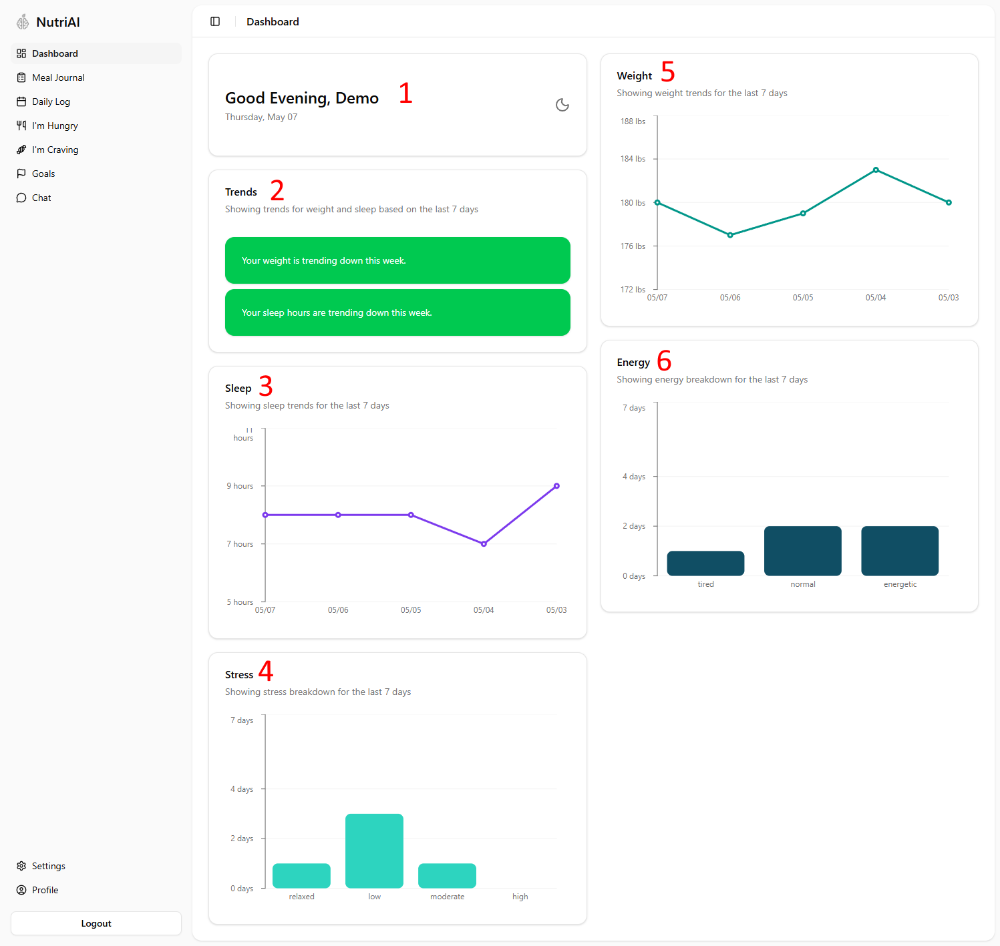 NutriAI
Dashboard
Meal Journal
Daily Log
I'm Hungry
I'm Craving
Goals
Chat
Settings
Profile
Logout
Dashboard
Good Evening, Demo 1
Thursday, May 07
Trends 2
Showing trends for weight and sleep based on the last 7 days
Your weight is trending down this week.
Your sleep hours are trending down this week.
Sleep 3
Showing sleep trends for the last 7 days
11
hours
9 hours
7 hours
5 hours
05/07 05/06 05/05 05/04 05/03
Stress 4
Showing stress breakdown for the last 7 days
7 days
4 days
2 days
0 days
relaxed low moderate high
Weight 5
Showing weight trends for the last 7 days
188 lbs
184 lbs
180 lbs
176 lbs
172 lbs
05/07 05/06 05/05 05/04 05/03
Energy 6
Showing energy breakdown for the last 7 days
7 days
4 days
2 days
0 days
tired normal energetic